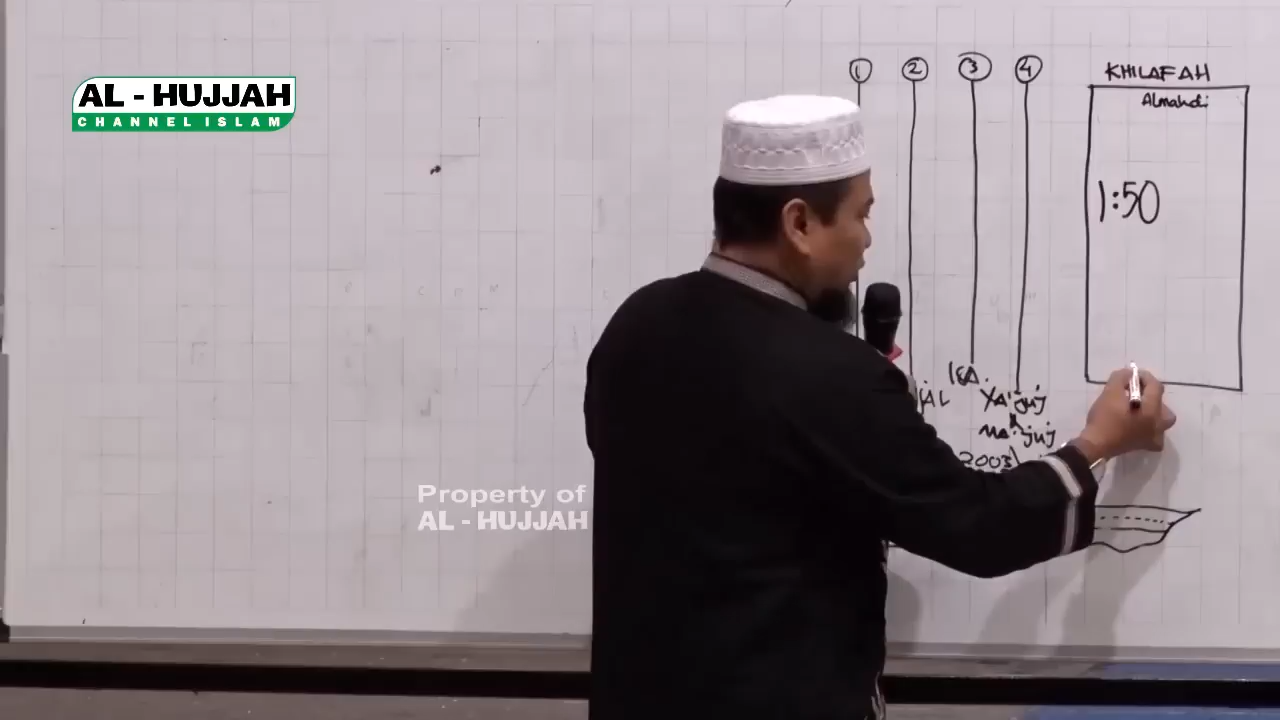 AL - HUJJAH
CHANNEL ISLAM
1 2 3 4
KHILAFAH
Almahdi
1:50
ISA
YA'juj
MA'juj
2003
Property of
AL - HUJJAH